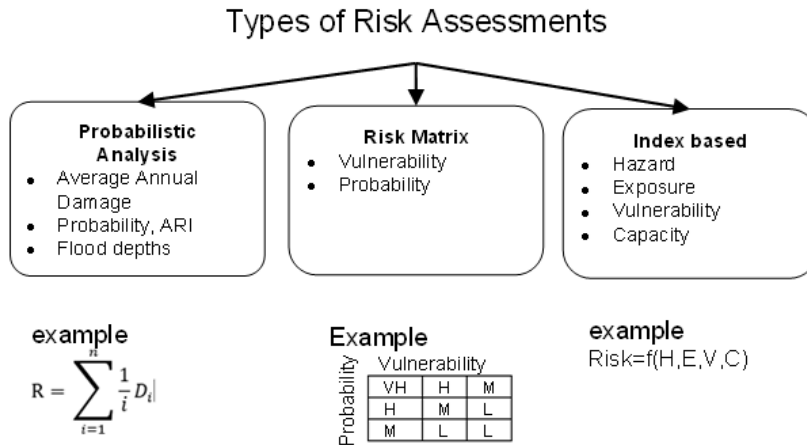 Types of Risk Assessments
Probabilistic
Analysis
• Average Annual
Damage
• Probability, ARI
• Flood depths
Risk Matrix
• Vulnerability
• Probability
Index based
• Hazard
• Exposure
• Vulnerability
• Capacity
example
n
R = ∑ 1/i Dᵢ|
i=1
Example
Vulnerability
Probability
VH H M
H M L
M L L
example
Risk=f(H,E,V,C)